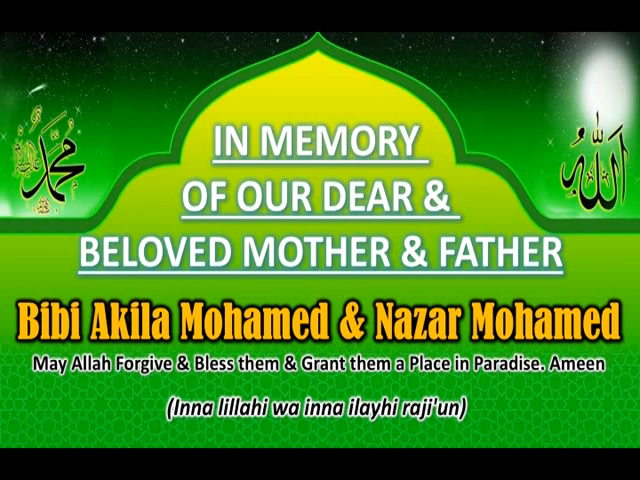 محمد
الله
IN MEMORY
OF OUR DEAR &
BELOVED MOTHER & FATHER
Bibi Akila Mohamed & Nazar Mohamed
May Allah Forgive & Bless them & Grant them a Place in Paradise. Ameen
(Inna lillahi wa inna ilayhi raji'un)